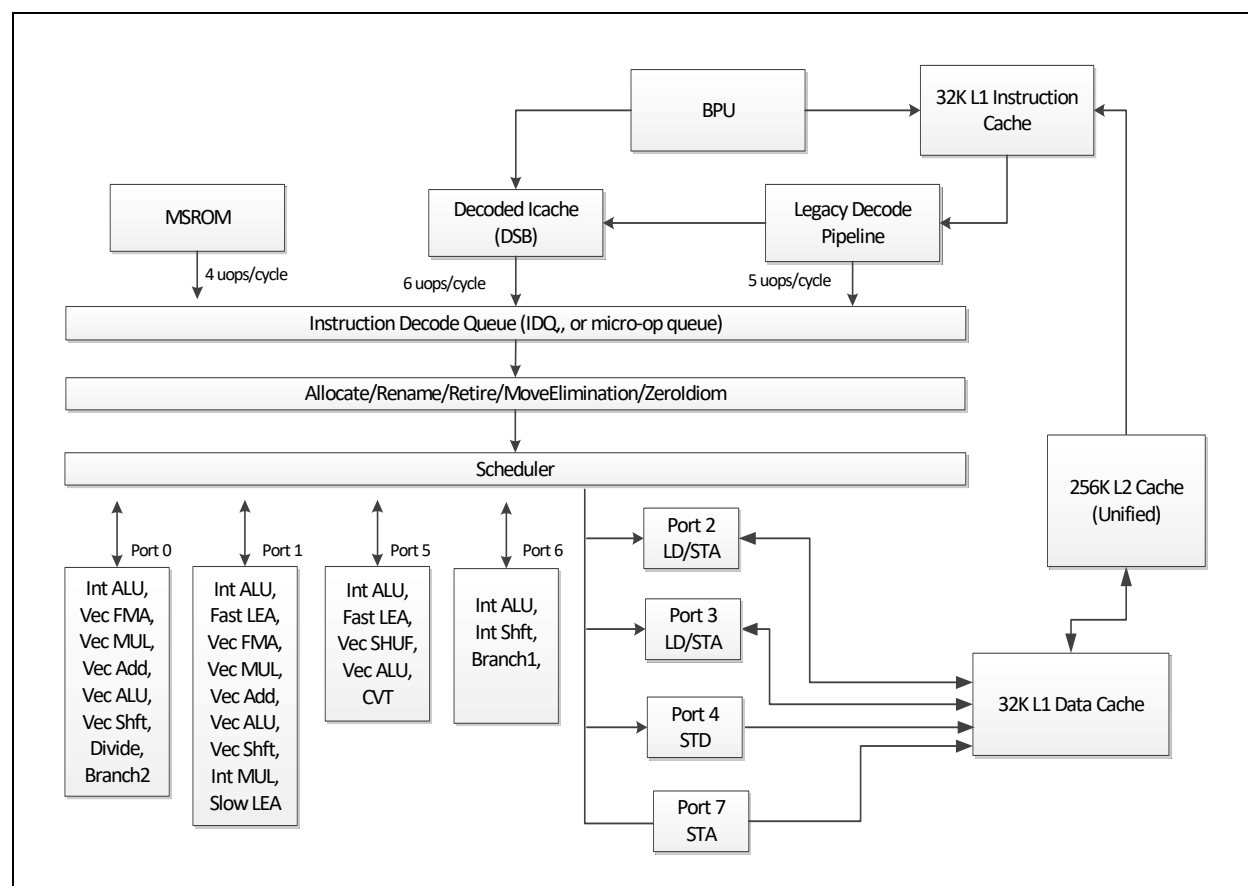 BPU
32K L1 Instruction
Cache
MSROM
Decoded Icache
(DSB)
Legacy Decode
Pipeline
4 uops/cycle
6 uops/cycle
5 uops/cycle
Instruction Decode Queue (IDQ,, or micro-op queue)
Allocate/Rename/Retire/MoveElimination/ZeroIdiom
Scheduler
256K L2 Cache
(Unified)
Port 0
Int ALU,
Vec FMA,
Vec MUL,
Vec Add,
Vec ALU,
Vec Shft,
Divide,
Branch2
Port 1
Int ALU,
Fast LEA,
Vec FMA,
Vec MUL,
Vec Add,
Vec ALU,
Vec Shft,
Int MUL,
Slow LEA
Port 5
Int ALU,
Fast LEA,
Vec SHUF,
Vec ALU,
CVT
Port 6
Int ALU,
Int Shft,
Branch1,
Port 2
LD/STA
Port 3
LD/STA
Port 4
STD
Port 7
STA
32K L1 Data Cache